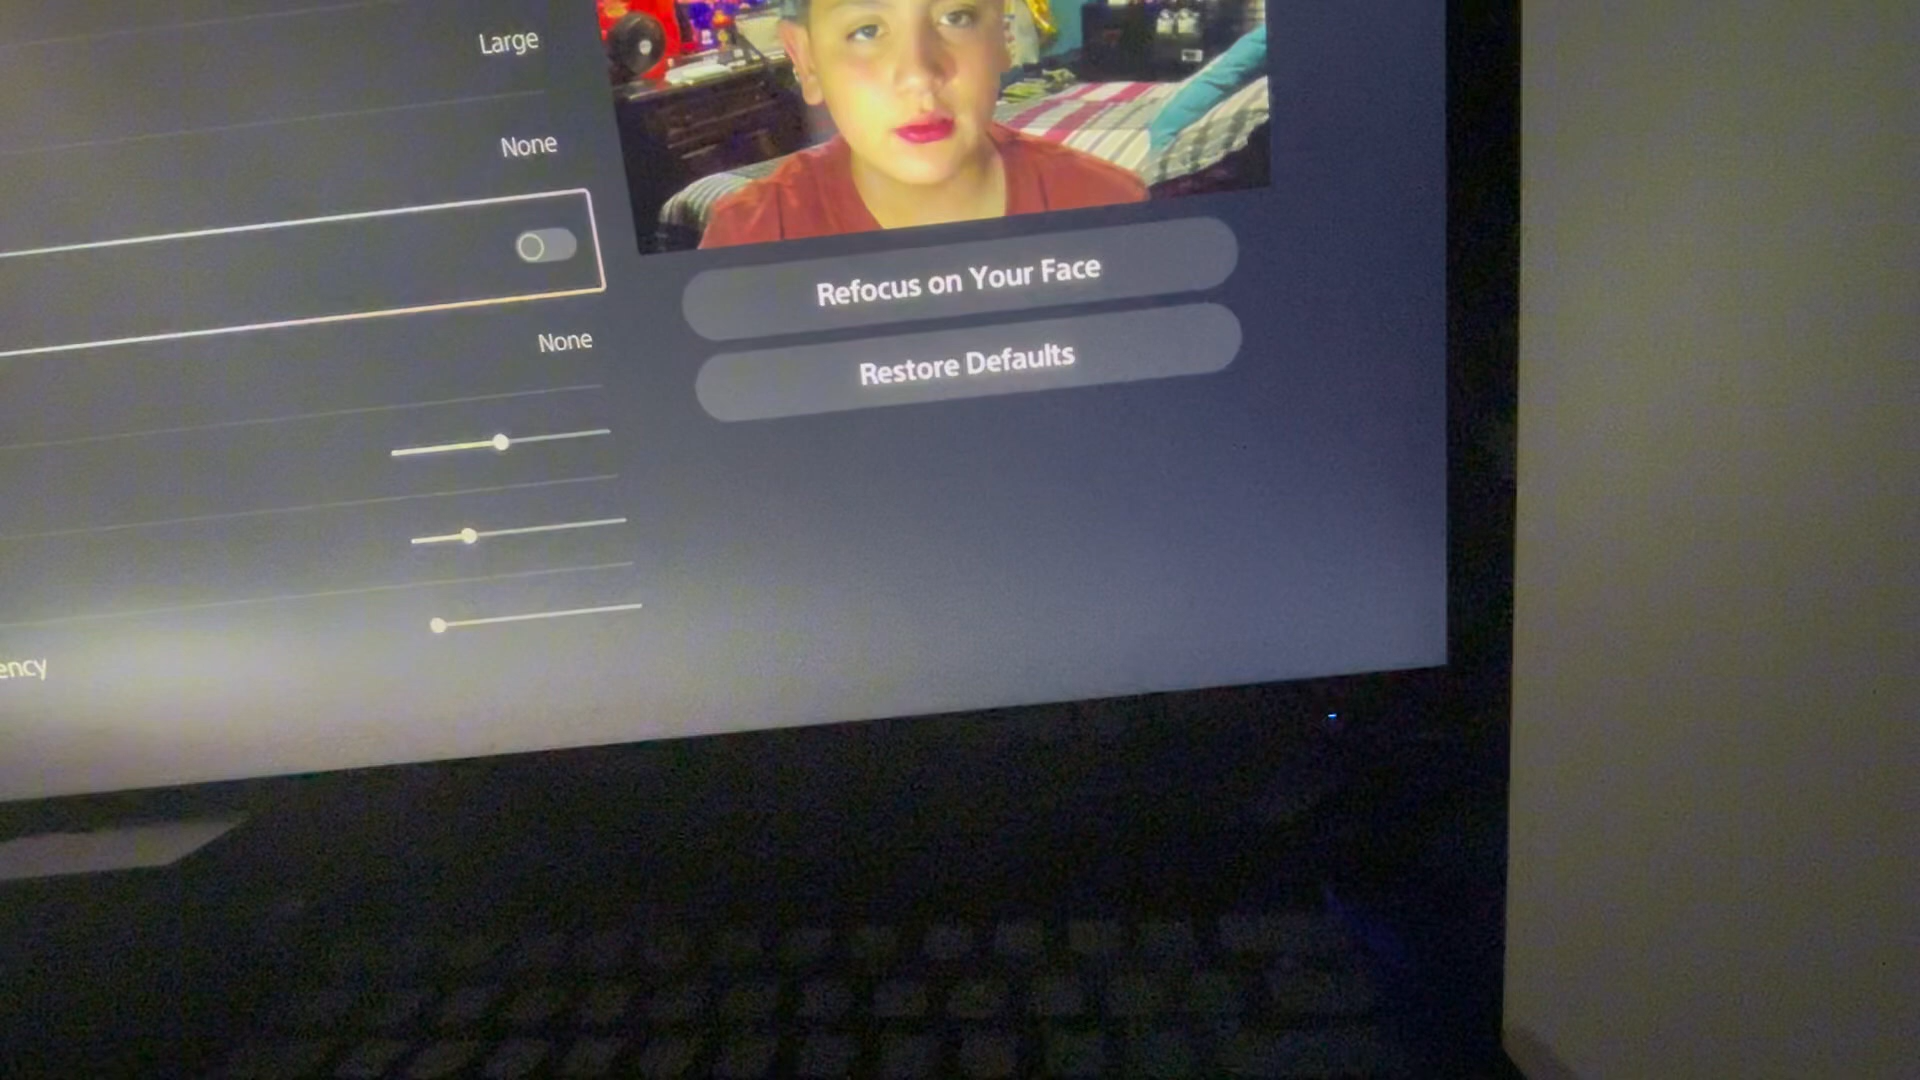 Large
None
Refocus on Your Face
None
Restore Defaults
ency